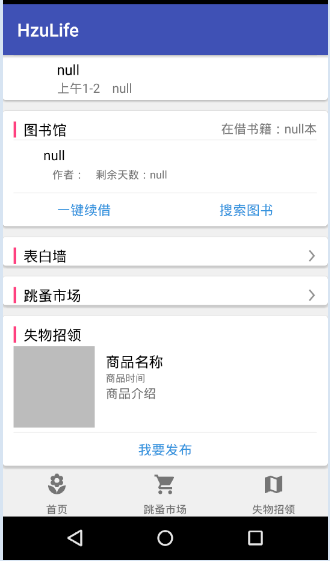 HzuLife
null
上午1-2 null
图书馆 在借书籍：null本
null
作者： 剩余天数：null
一键续借 搜索图书
表白墙
跳蚤市场
失物招领
商品名称
商品时间
商品介绍
我要发布
首页 跳蚤市场 失物招领